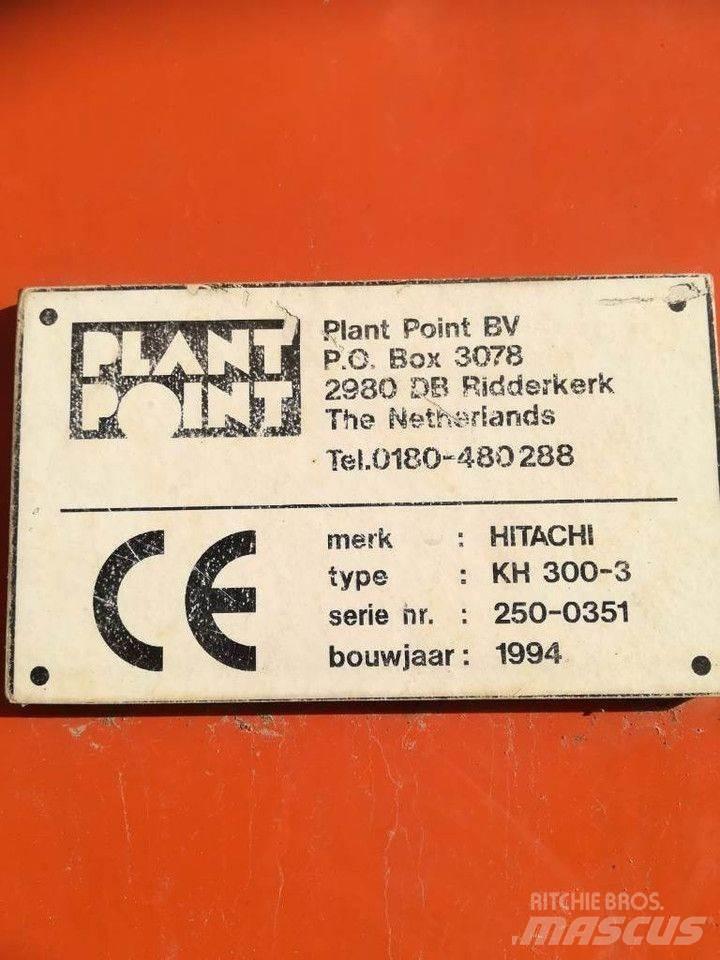 PLANT
POINT
Plant Point BV
P.O. Box 3078
2980 DB Ridderkerk
The Netherlands
Tel.0180-480288
CE
merk : HITACHI
type : KH 300-3
serie nr. : 250-0351
bouwjaar : 1994
RITCHIE BROS.
MASCUS